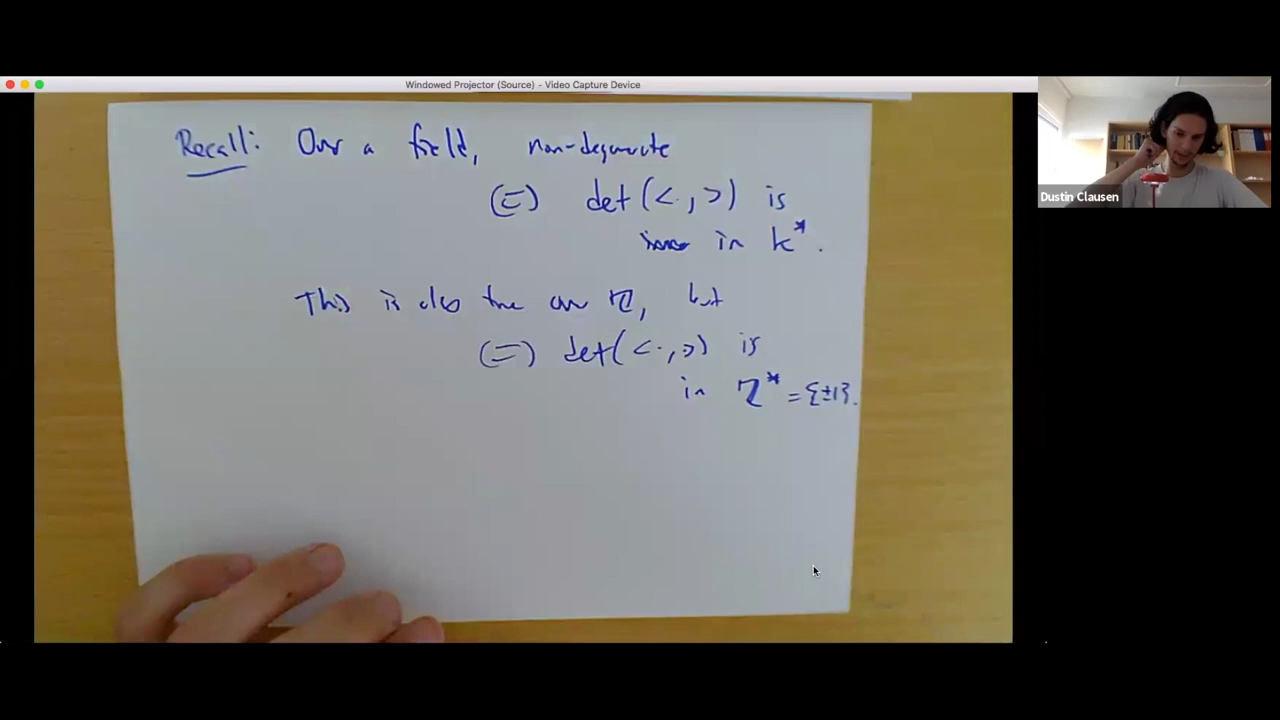 Windowed Projector (Source) - Video Capture Device
Recall: Over a field, non-degenerate
(=) det(<·,>) is
in k*.
This is also true over ℤ, but
(=) det(<·,>) is
in ℤ* = {±1}.
Dustin Clausen